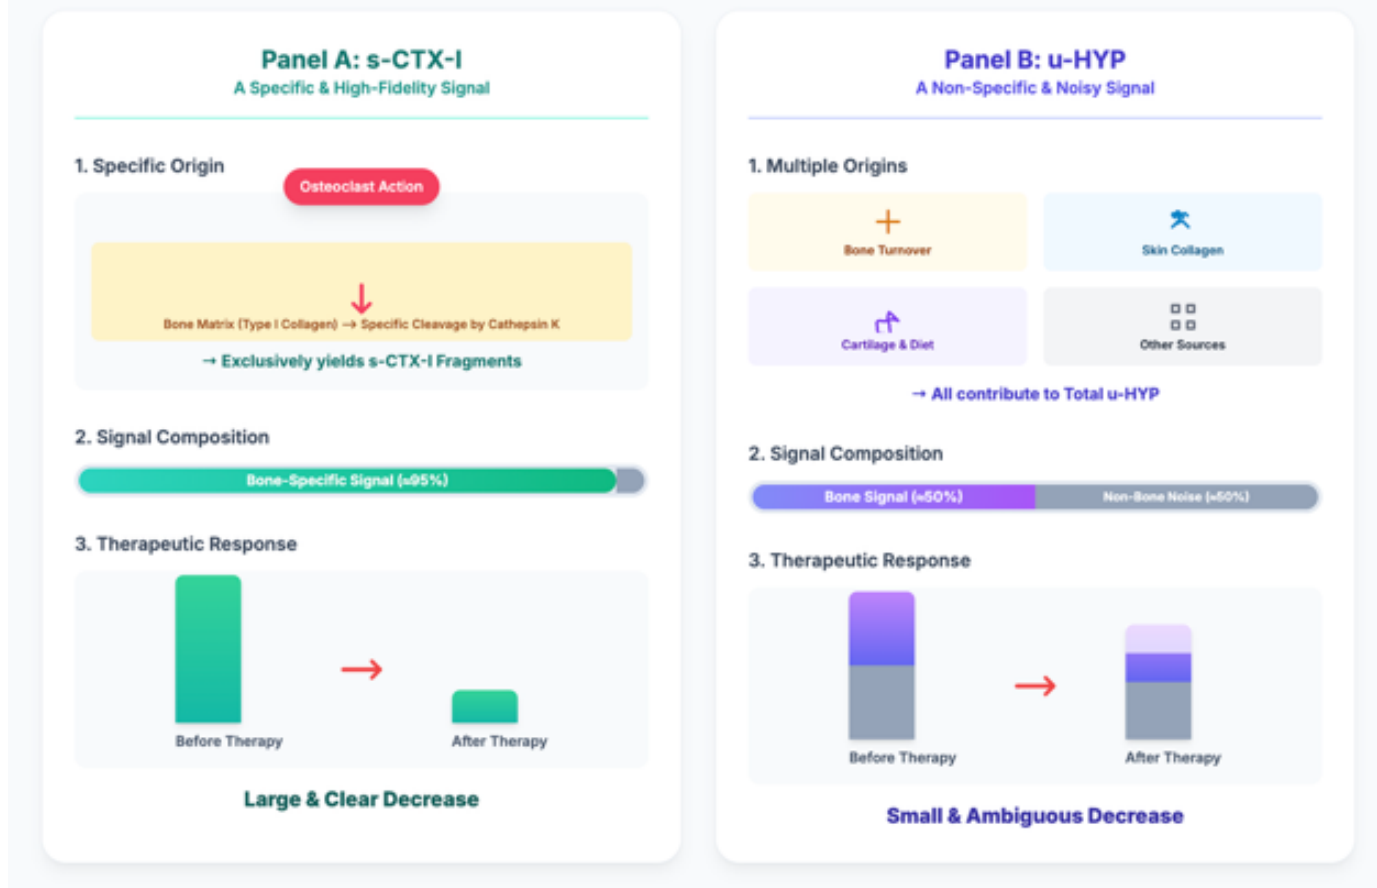 Panel A: s-CTX-I
A Specific & High-Fidelity Signal
1. Specific Origin
Osteoclast Action
Bone Matrix (Type I Collagen) → Specific Cleavage by Cathepsin K
→ Exclusively yields s-CTX-I Fragments
2. Signal Composition
Bone-Specific Signal (≈95%)
3. Therapeutic Response
Before Therapy
After Therapy
Large & Clear Decrease
Panel B: u-HYP
A Non-Specific & Noisy Signal
1. Multiple Origins
Bone Turnover
Skin Collagen
Cartilage & Diet
Other Sources
→ All contribute to Total u-HYP
2. Signal Composition
Bone Signal (≈50%)
Non-Bone Noise (≈50%)
3. Therapeutic Response
Before Therapy
After Therapy
Small & Ambiguous Decrease